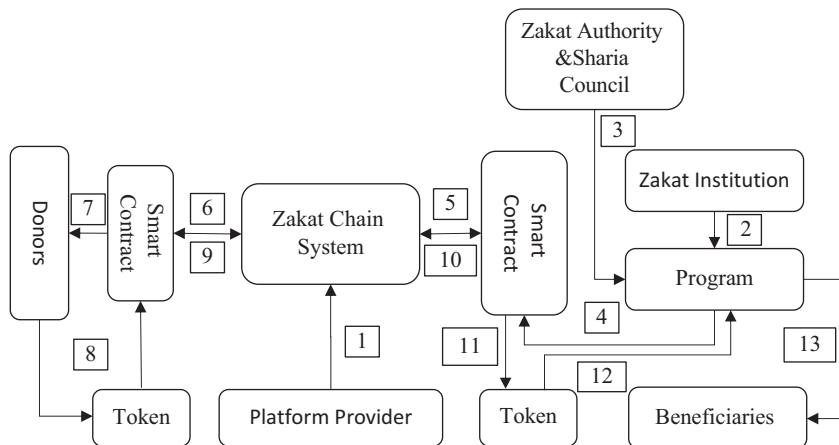 Zakat Authority
&Sharia
Council
3
Zakat Institution
2
Donors
7
Smart
Contract
6
9
Zakat Chain
System
5
10
Smart
Contract
Program
4
8
1
11
12
13
Token
Platform Provider
Token
Beneficiaries